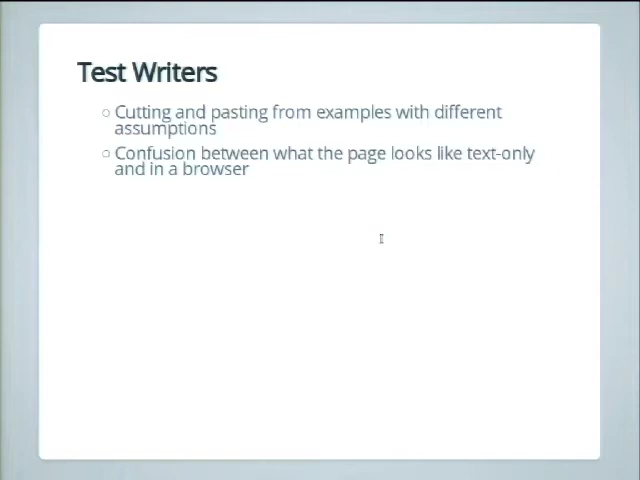 Test Writers
Cutting and pasting from examples with different
assumptions
Confusion between what the page looks like text-only
and in a browser